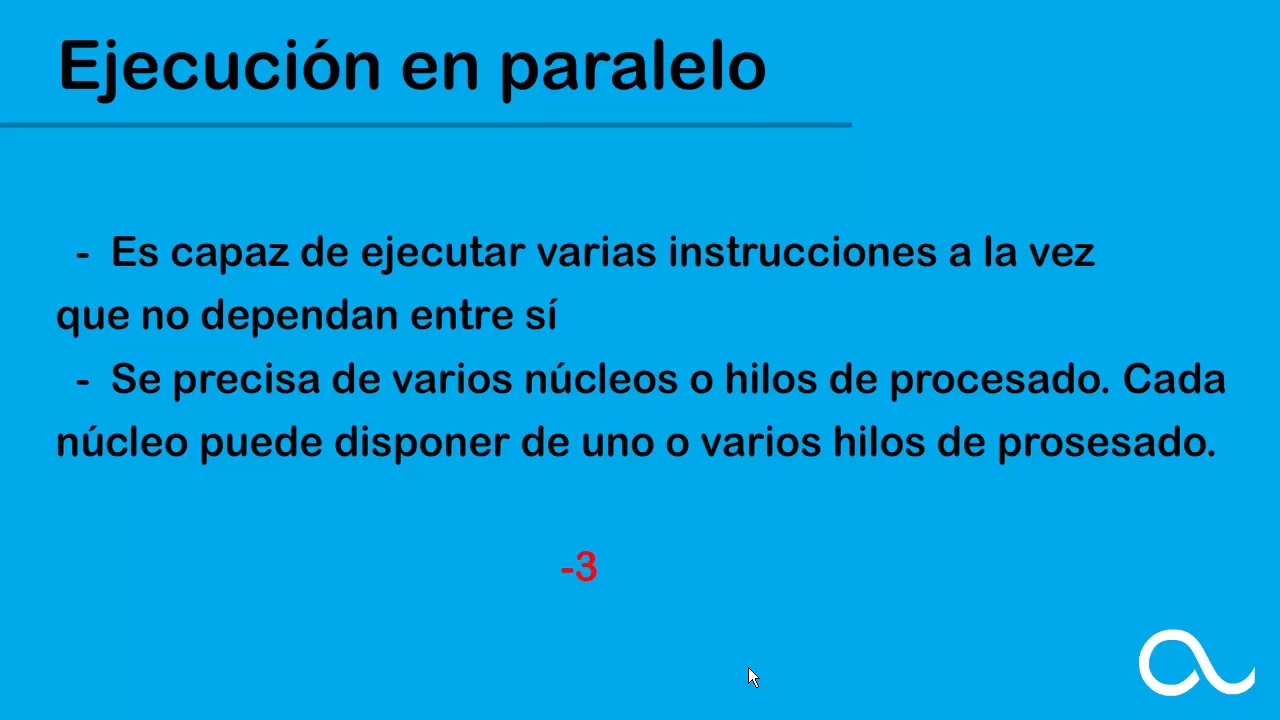 Ejecución en paralelo
- Es capaz de ejecutar varias instrucciones a la vez
que no dependan entre sí
- Se precisa de varios núcleos o hilos de procesado. Cada
núcleo puede disponer de uno o varios hilos de prosesado.
-3